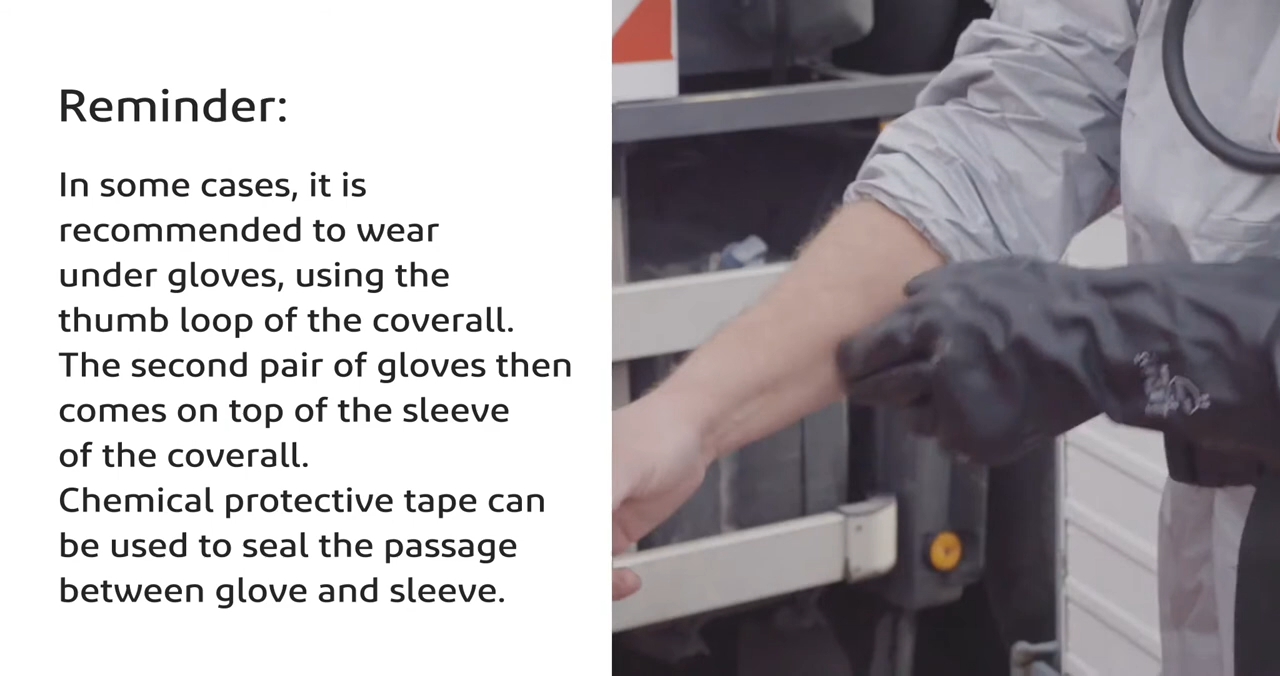 Reminder:
In some cases, it is
recommended to wear
under gloves, using the
thumb loop of the coverall.
The second pair of gloves then
comes on top of the sleeve
of the coverall.
Chemical protective tape can
be used to seal the passage
between glove and sleeve.